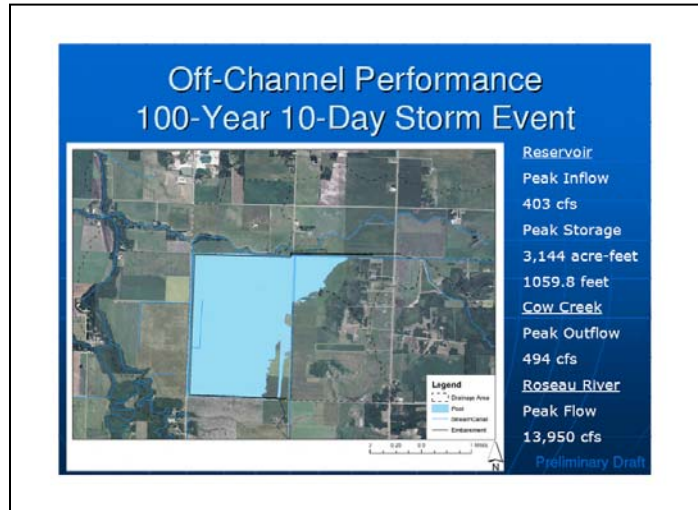 Off-Channel Performance
100-Year 10-Day Storm Event
Reservoir
Peak Inflow
403 cfs
Peak Storage
3,144 acre-feet
1059.8 feet
Cow Creek
Peak Outflow
494 cfs
Roseau River
Peak Flow
13,950 cfs
Legend
Drainage Area
Pool
Stream/Canal
Embankment
N
Preliminary Draft